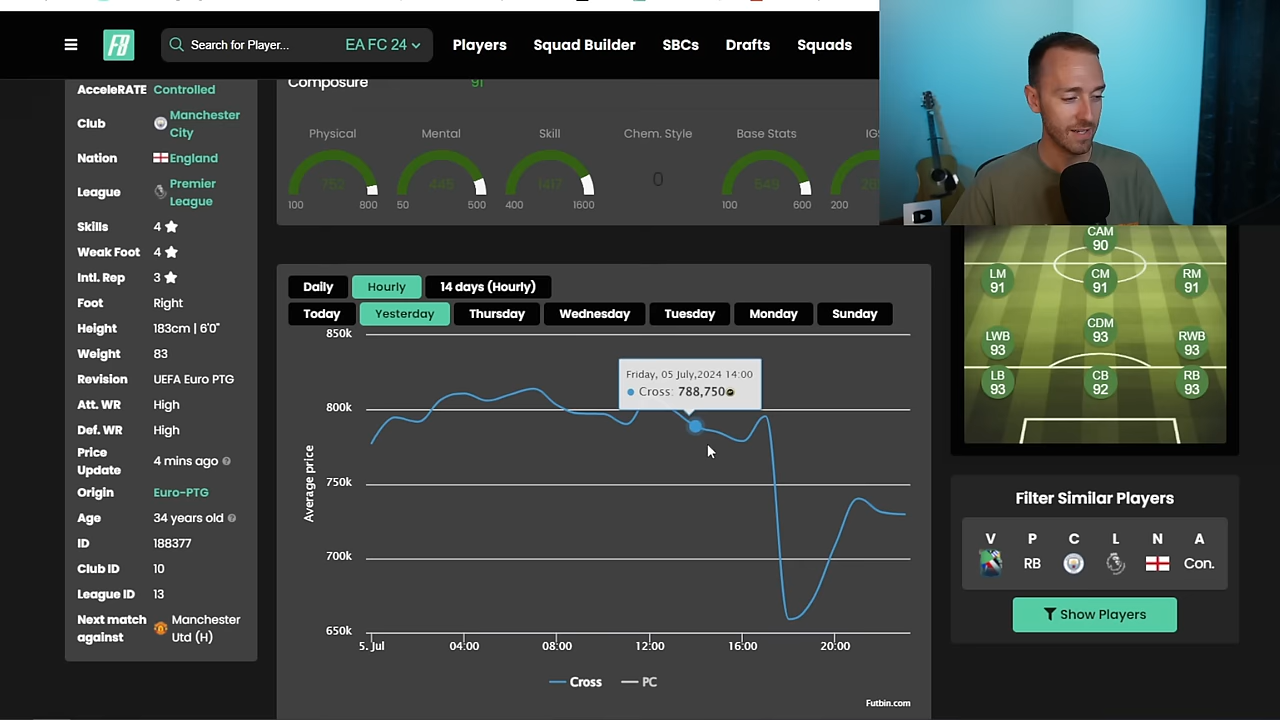 F8
Search for Player...
EA FC 24
Players
Squad Builder
SBCs
Drafts
Squads
AcceleRATE Controlled
Club Manchester
City
Nation England
League Premier
League
Skills 4
Weak Foot 4
Intl. Rep 3
Foot Right
Height 183cm | 6'0"
Weight 83
Revision UEFA Euro PTG
Att. WR High
Def. WR High
Price
Update 4 mins ago
Origin Euro-PTG
Age 34 years old
ID 188377
Club ID 10
League ID 13
Next match
against Manchester
Utd (H)
Composure 91
Physical
752
100 800
Mental
445
50 500
Skill
1417
400 1600
Chem. Style
0
Base Stats
549
100 600
200
Daily Hourly 14 days (Hourly)
Today Yesterday Thursday Wednesday Tuesday Monday Sunday
850k
800k
750k
700k
650k
Average price
Friday, 05 July,2024 14:00
Cross: 788,750
5. Jul 04:00 08:00 12:00 16:00 20:00
Cross PC
Futbin.com
CAM
90
LM
91
CM
91
RM
91
LWB
93
CDM
93
RWB
93
LB
93
CB
92
RB
93
Filter Similar Players
V P C L N A
RB Con.
Show Players